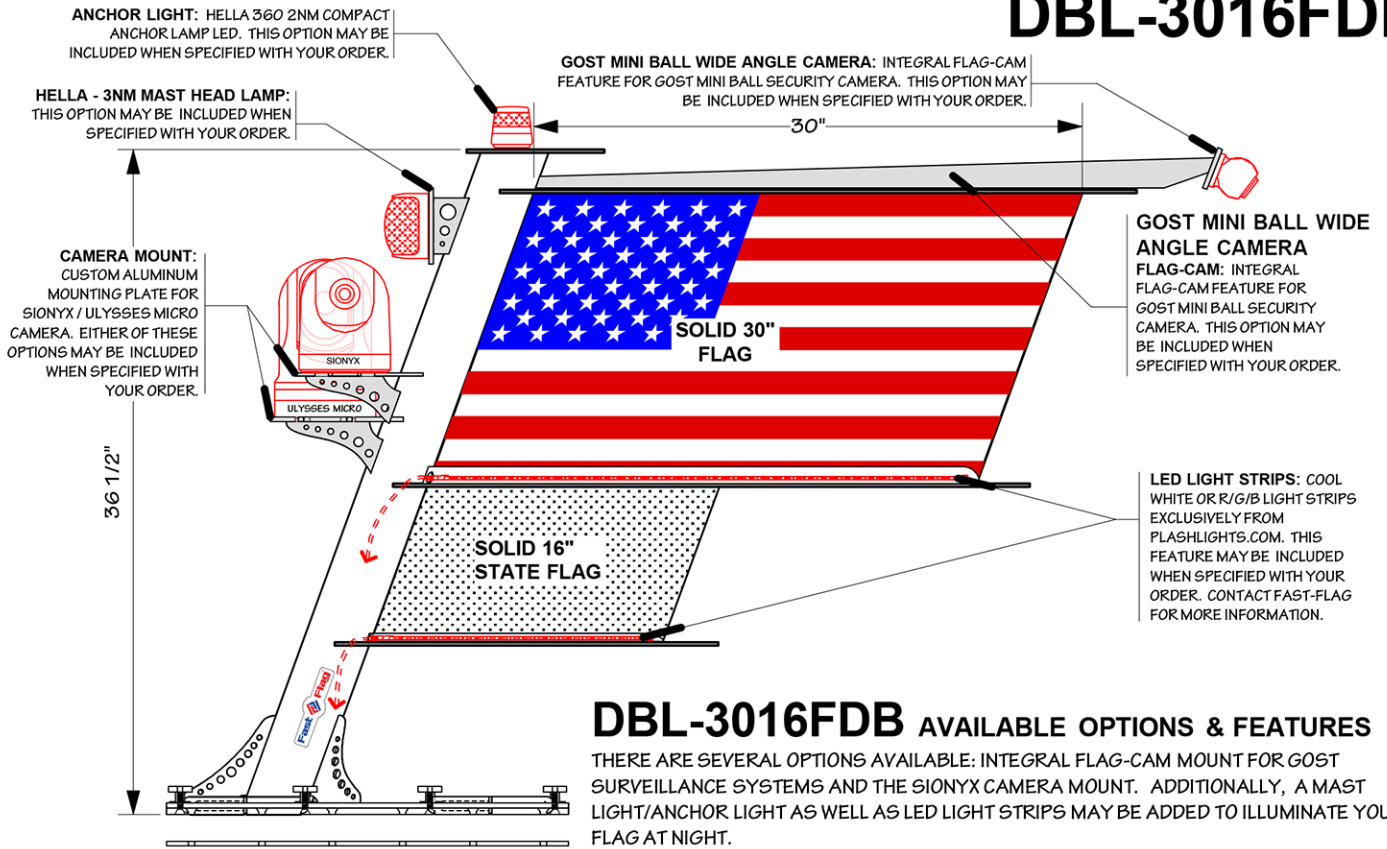 DBL-3016FDB
ANCHOR LIGHT: HELLA 360 2NM COMPACT
ANCHOR LAMP LED. THIS OPTION MAY BE
INCLUDED WHEN SPECIFIED WITH YOUR ORDER.
GOST MINI BALL WIDE ANGLE CAMERA: INTEGRAL FLAG-CAM
FEATURE FOR GOST MINI BALL SECURITY CAMERA. THIS OPTION MAY
BE INCLUDED WHEN SPECIFIED WITH YOUR ORDER.
HELLA - 3NM MAST HEAD LAMP:
THIS OPTION MAY BE INCLUDED WHEN
SPECIFIED WITH YOUR ORDER.
30"
CAMERA MOUNT:
CUSTOM ALUMINUM
MOUNTING PLATE FOR
SIONYX / ULYSSES MICRO
CAMERA. EITHER OF THESE
OPTIONS MAY BE INCLUDED
WHEN SPECIFIED WITH
YOUR ORDER.
SIONYX
ULYSSES MICRO
GOST MINI BALL WIDE
ANGLE CAMERA
FLAG-CAM: INTEGRAL
FLAG-CAM FEATURE FOR
GOST MINI BALL SECURITY
CAMERA. THIS OPTION MAY
BE INCLUDED WHEN
SPECIFIED WITH YOUR ORDER.
SOLID 30"
FLAG
36 1/2"
SOLID 16"
STATE FLAG
LED LIGHT STRIPS: COOL
WHITE OR R/G/B LIGHT STRIPS
EXCLUSIVELY FROM
PLASHLIGHTS.COM. THIS
FEATURE MAY BE INCLUDED
WHEN SPECIFIED WITH YOUR
ORDER. CONTACT FAST-FLAG
FOR MORE INFORMATION.
Fast Flag
DBL-3016FDB AVAILABLE OPTIONS & FEATURES
THERE ARE SEVERAL OPTIONS AVAILABLE: INTEGRAL FLAG-CAM MOUNT FOR GOST
SURVEILLANCE SYSTEMS AND THE SIONYX CAMERA MOUNT. ADDITIONALLY, A MAST
LIGHT/ANCHOR LIGHT AS WELL AS LED LIGHT STRIPS MAY BE ADDED TO ILLUMINATE YOU
FLAG AT NIGHT.